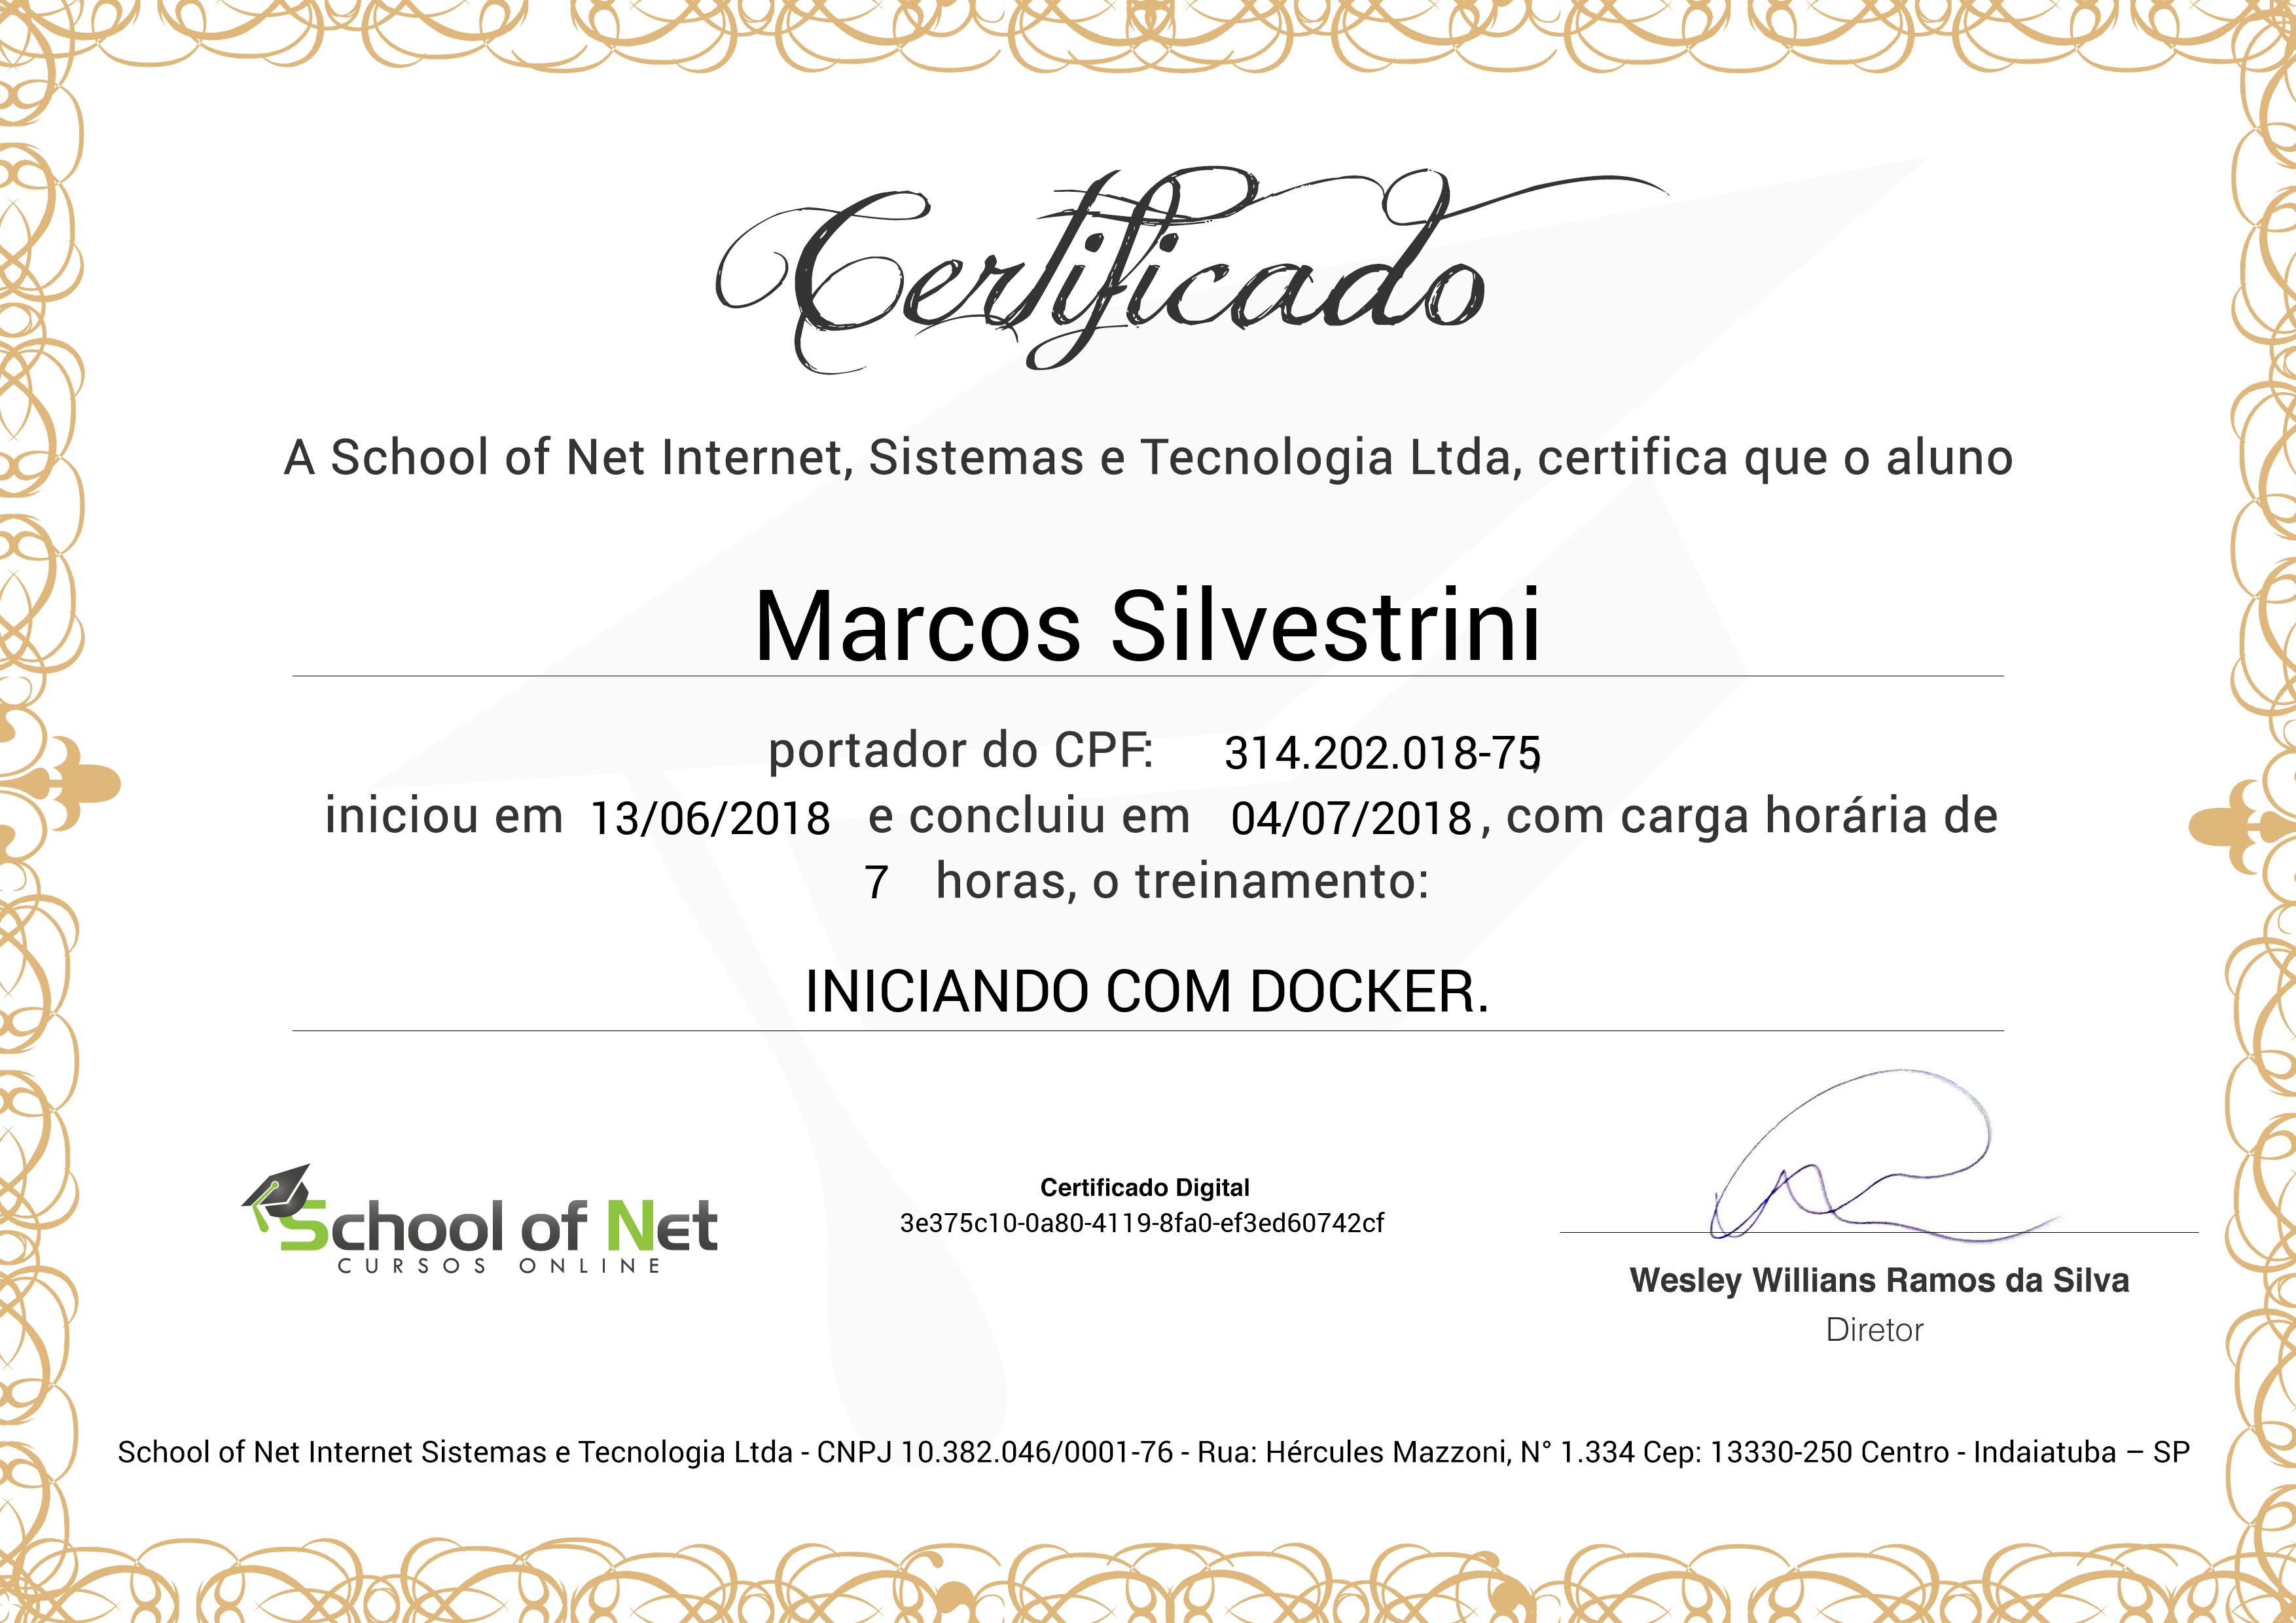 Certificado
A School of Net Internet, Sistemas e Tecnologia Ltda, certifica que o aluno
Marcos Silvestrini
portador do CPF: 314.202.018-75,
iniciou em 13/06/2018 e concluiu em 04/07/2018, com carga horária de
7 horas, o treinamento:
INICIANDO COM DOCKER.
School of Net
CURSOS ONLINE
Certificado Digital
3e375c10-0a80-4119-8fa0-ef3ed60742cf
Wesley Willians Ramos da Silva
Diretor
School of Net Internet Sistemas e Tecnologia Ltda - CNPJ 10.382.046/0001-76 - Rua: Hércules Mazzoni, N° 1.334 Cep: 13330-250 Centro - Indaiatuba – SP